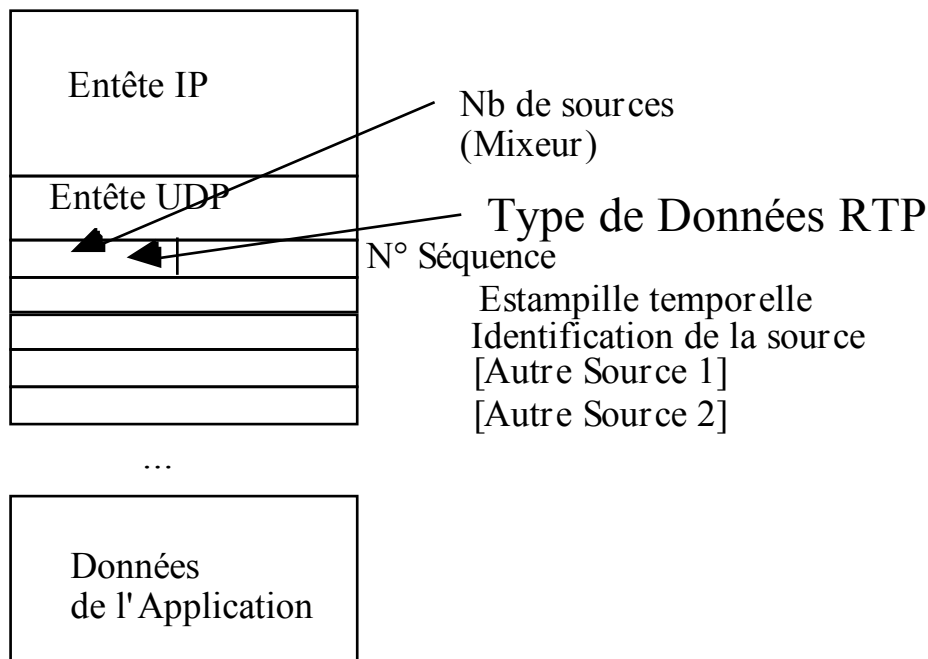 Entête IP
Nb de sources
(Mixeur)
Entête UDP
Type de Données RTP
N° Séquence
Estampille temporelle
Identification de la source
[Autre Source 1]
[Autre Source 2]
...
Données
de l'Application